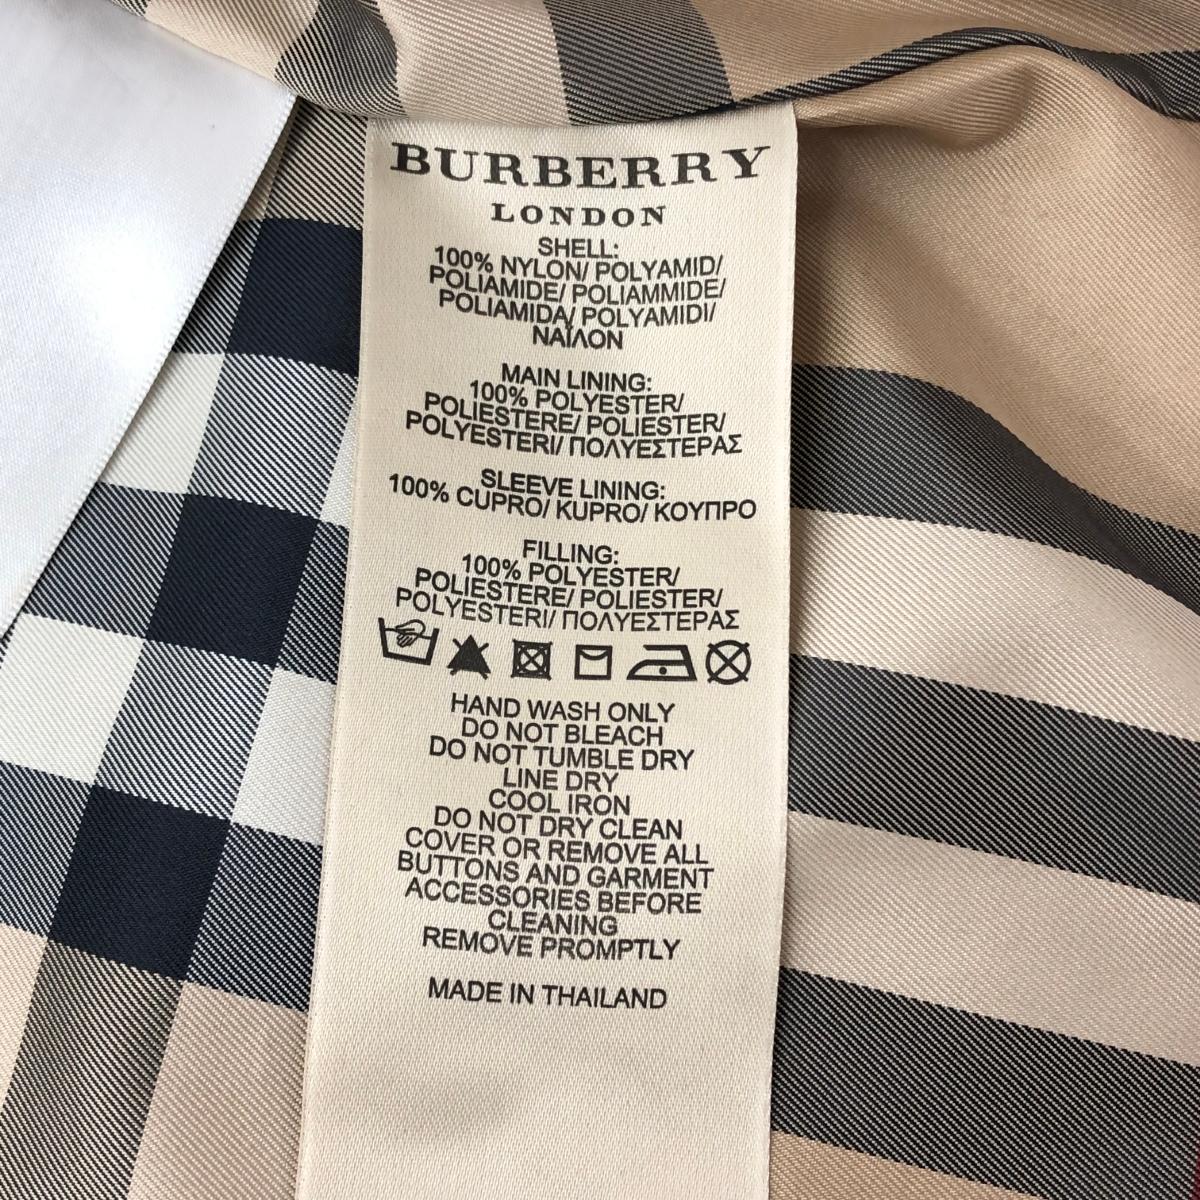 BURBERRY
LONDON
SHELL:
100% NYLON/ POLYAMID/
POLIAMIDE/ POLIAMMIDE/
POLIAMIDA/ POLYAMIDI/
ΝΑΪΛΟΝ
MAIN LINING:
100% POLYESTER/
POLIESTERE/ POLIESTER/
POLYESTERI/ ΠΟΛΥΕΣΤΕΡΑΣ
SLEEVE LINING:
100% CUPRO/ KUPRO/ ΚΟΥΠΡΟ
FILLING:
100% POLYESTER/
POLIESTERE/ POLIESTER/
POLYESTERI/ ΠΟΛΥΕΣΤΕΡΑΣ
HAND WASH ONLY
DO NOT BLEACH
DO NOT TUMBLE DRY
LINE DRY
COOL IRON
DO NOT DRY CLEAN
COVER OR REMOVE ALL
BUTTONS AND GARMENT
ACCESSORIES BEFORE
CLEANING
REMOVE PROMPTLY
MADE IN THAILAND